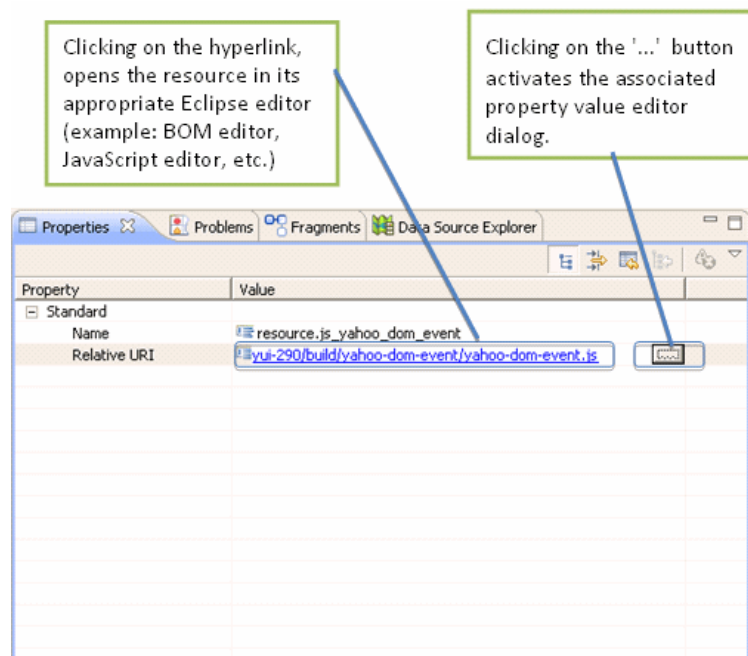 Clicking on the hyperlink,
opens the resource in its
appropriate Eclipse editor
(example: BOM editor,
JavaScript editor, etc.)
Clicking on the '...' button
activates the associated
property value editor
dialog.
Properties Problems Fragments Data Source Explorer
Property Value
Standard
Name resource.js_yahoo_dom_event
Relative URI yui-290/build/yahoo-dom-event/yahoo-dom-event.js ...